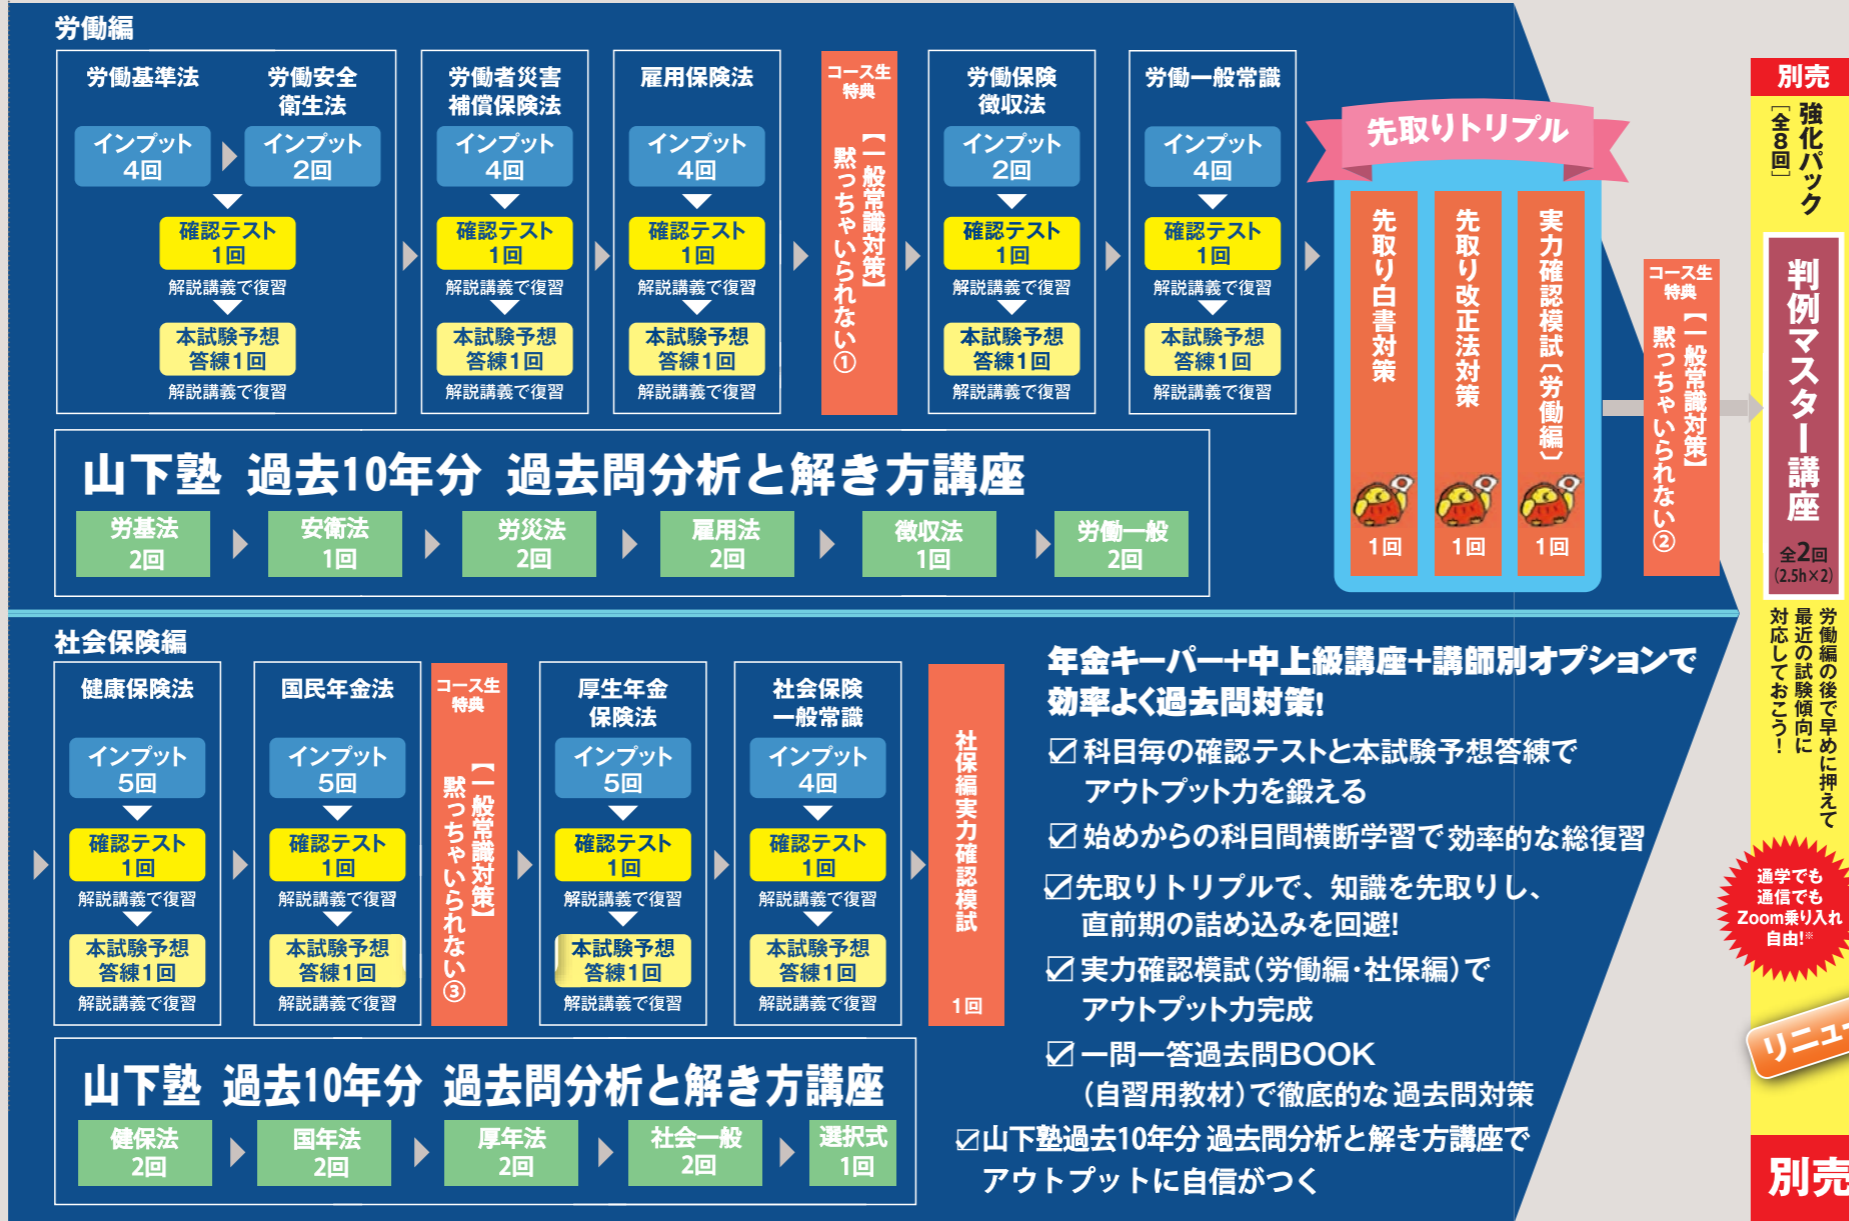 労働編
労働基準法
インプット
4回
労働安全
衛生法
インプット
2回
確認テスト
1回
解説講義で復習
本試験予想
答練1回
解説講義で復習
労働者災害
補償保険法
インプット
4回
確認テスト
1回
解説講義で復習
本試験予想
答練1回
解説講義で復習
雇用保険法
インプット
4回
確認テスト
1回
解説講義で復習
本試験予想
答練1回
解説講義で復習
コース生
特典
【一般常識対策】
黙っちゃいられない①
労働保険
徴収法
インプット
2回
確認テスト
1回
解説講義で復習
本試験予想
答練1回
解説講義で復習
労働一般常識
インプット
4回
確認テスト
1回
解説講義で復習
本試験予想
答練1回
解説講義で復習
先取りトリプル
先取り白書対策
1回
先取り改正法対策
1回
実力確認模試〔労働編〕
1回
コース生
特典
【一般常識対策】
黙っちゃいられない②
山下塾 過去10年分 過去問分析と解き方講座
労基法
2回
安衛法
1回
労災法
2回
雇用法
2回
徴収法
1回
労働一般
2回
社会保険編
健康保険法
インプット
5回
確認テスト
1回
解説講義で復習
本試験予想
答練1回
解説講義で復習
国民年金法
インプット
5回
確認テスト
1回
解説講義で復習
本試験予想
答練1回
解説講義で復習
コース生
特典
【一般常識対策】
黙っちゃいられない③
厚生年金
保険法
インプット
5回
確認テスト
1回
解説講義で復習
本試験予想
答練1回
解説講義で復習
社会保険
一般常識
インプット
4回
確認テスト
1回
解説講義で復習
本試験予想
答練1回
解説講義で復習
社保編実力確認模試
1回
山下塾 過去10年分 過去問分析と解き方講座
健保法
2回
国年法
2回
厚年法
2回
社会一般
2回
選択式
1回
年金キーパー+中上級講座+講師別オプションで
効率よく過去問対策!
☑科目毎の確認テストと本試験予想答練で
アウトプット力を鍛える
☑始めからの科目間横断学習で効率的な総復習
☑先取りトリプルで、知識を先取りし、
直前期の詰め込みを回避!
☑実力確認模試(労働編・社保編)で
アウトプット力完成
☑一問一答過去問BOOK
(自習用教材)で徹底的な過去問対策
☑山下塾過去10年分 過去問分析と解き方講座で
アウトプットに自信がつく
別売
強化パック
[全8回]
判例マスター講座
全2回
(2.5h×2)
労働編の後で早めに押えて
最近の試験傾向に
対応しておこう!
通学でも
通信でも
Zoom乗り入れ
自由!※
リニュー
別売